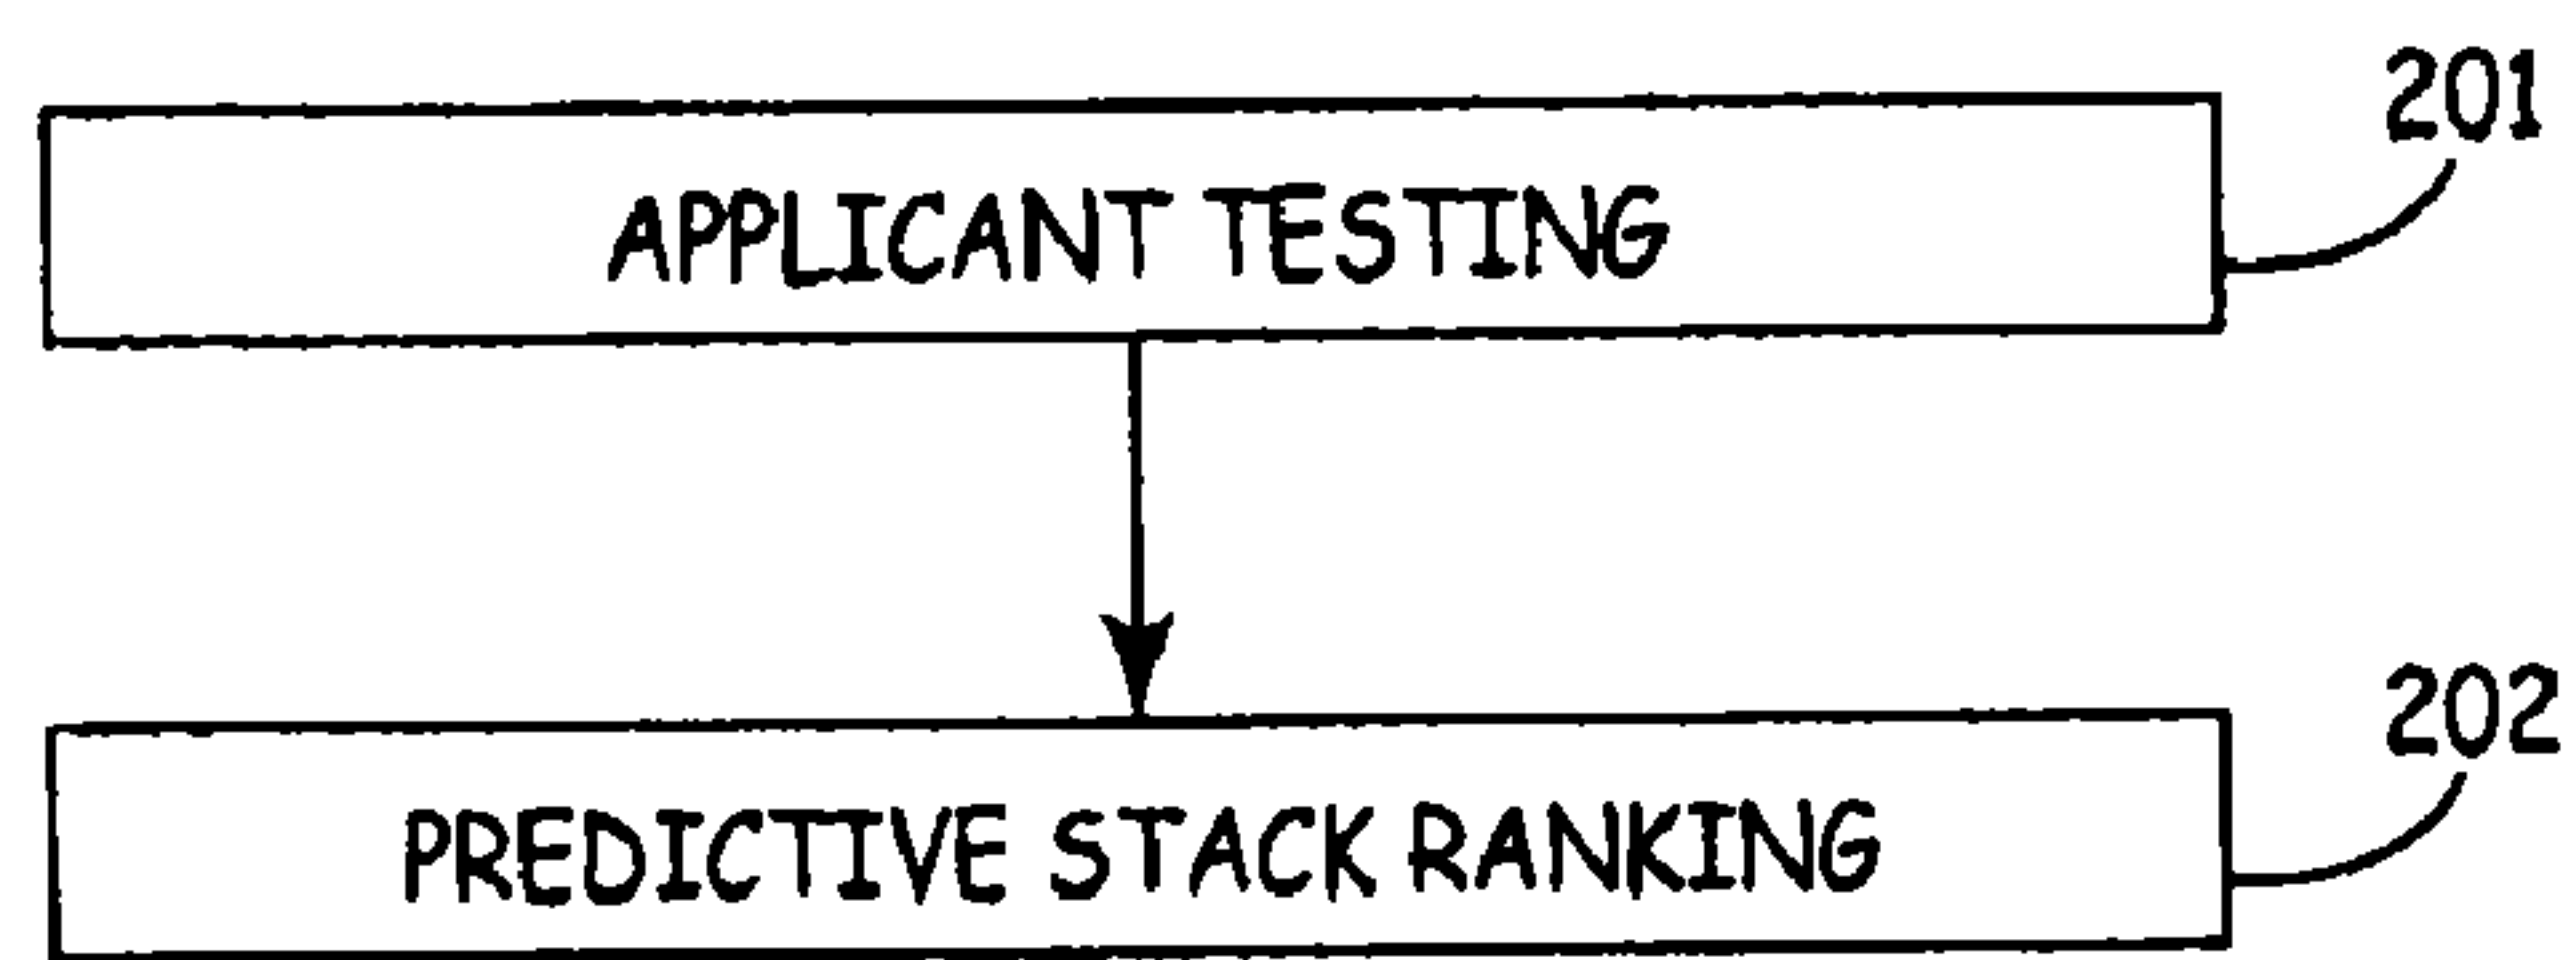 201
APPLICANT TESTING
202
PREDICTIVE STACK RANKING